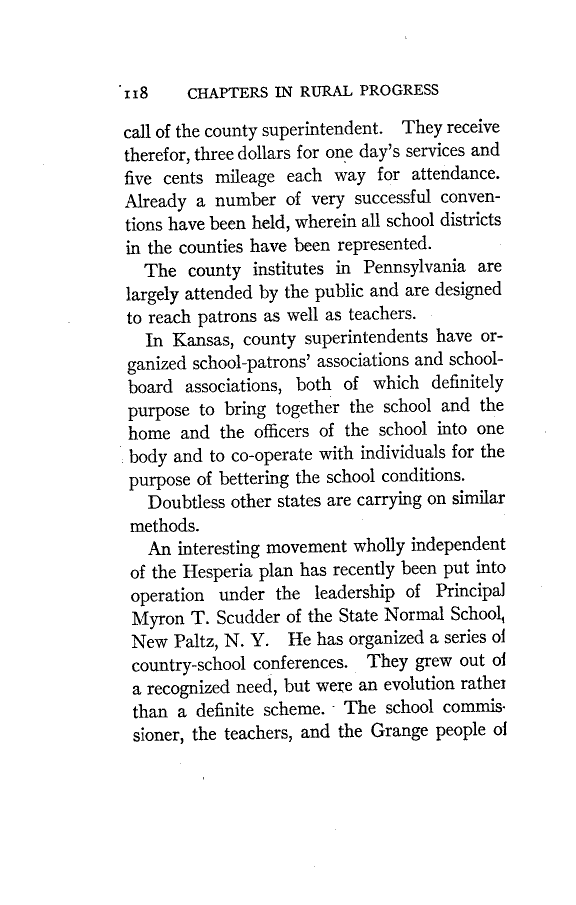 118 CHAPTERS IN RURAL PROGRESS
call of the county superintendent. They receive
therefor, three dollars for one day's services and
five cents mileage each way for attendance.
Already a number of very successful conven-
tions have been held, wherein all school districts
in the counties have been represented.
The county institutes in Pennsylvania are
largely attended by the public and are designed
to reach patrons as well as teachers.
In Kansas, county superintendents have or-
ganized school-patrons' associations and school-
board associations, both of which definitely
purpose to bring together the school and the
home and the officers of the school into one
body and to co-operate with individuals for the
purpose of bettering the school conditions.
Doubtless other states are carrying on similar
methods.
An interesting movement wholly independent
of the Hesperia plan has recently been put into
operation under the leadership of Principal
Myron T. Scudder of the State Normal School,
New Paltz, N. Y. He has organized a series of
country-school conferences. They grew out of
a recognized need, but were an evolution rather
than a definite scheme. The school commis-
sioner, the teachers, and the Grange people of